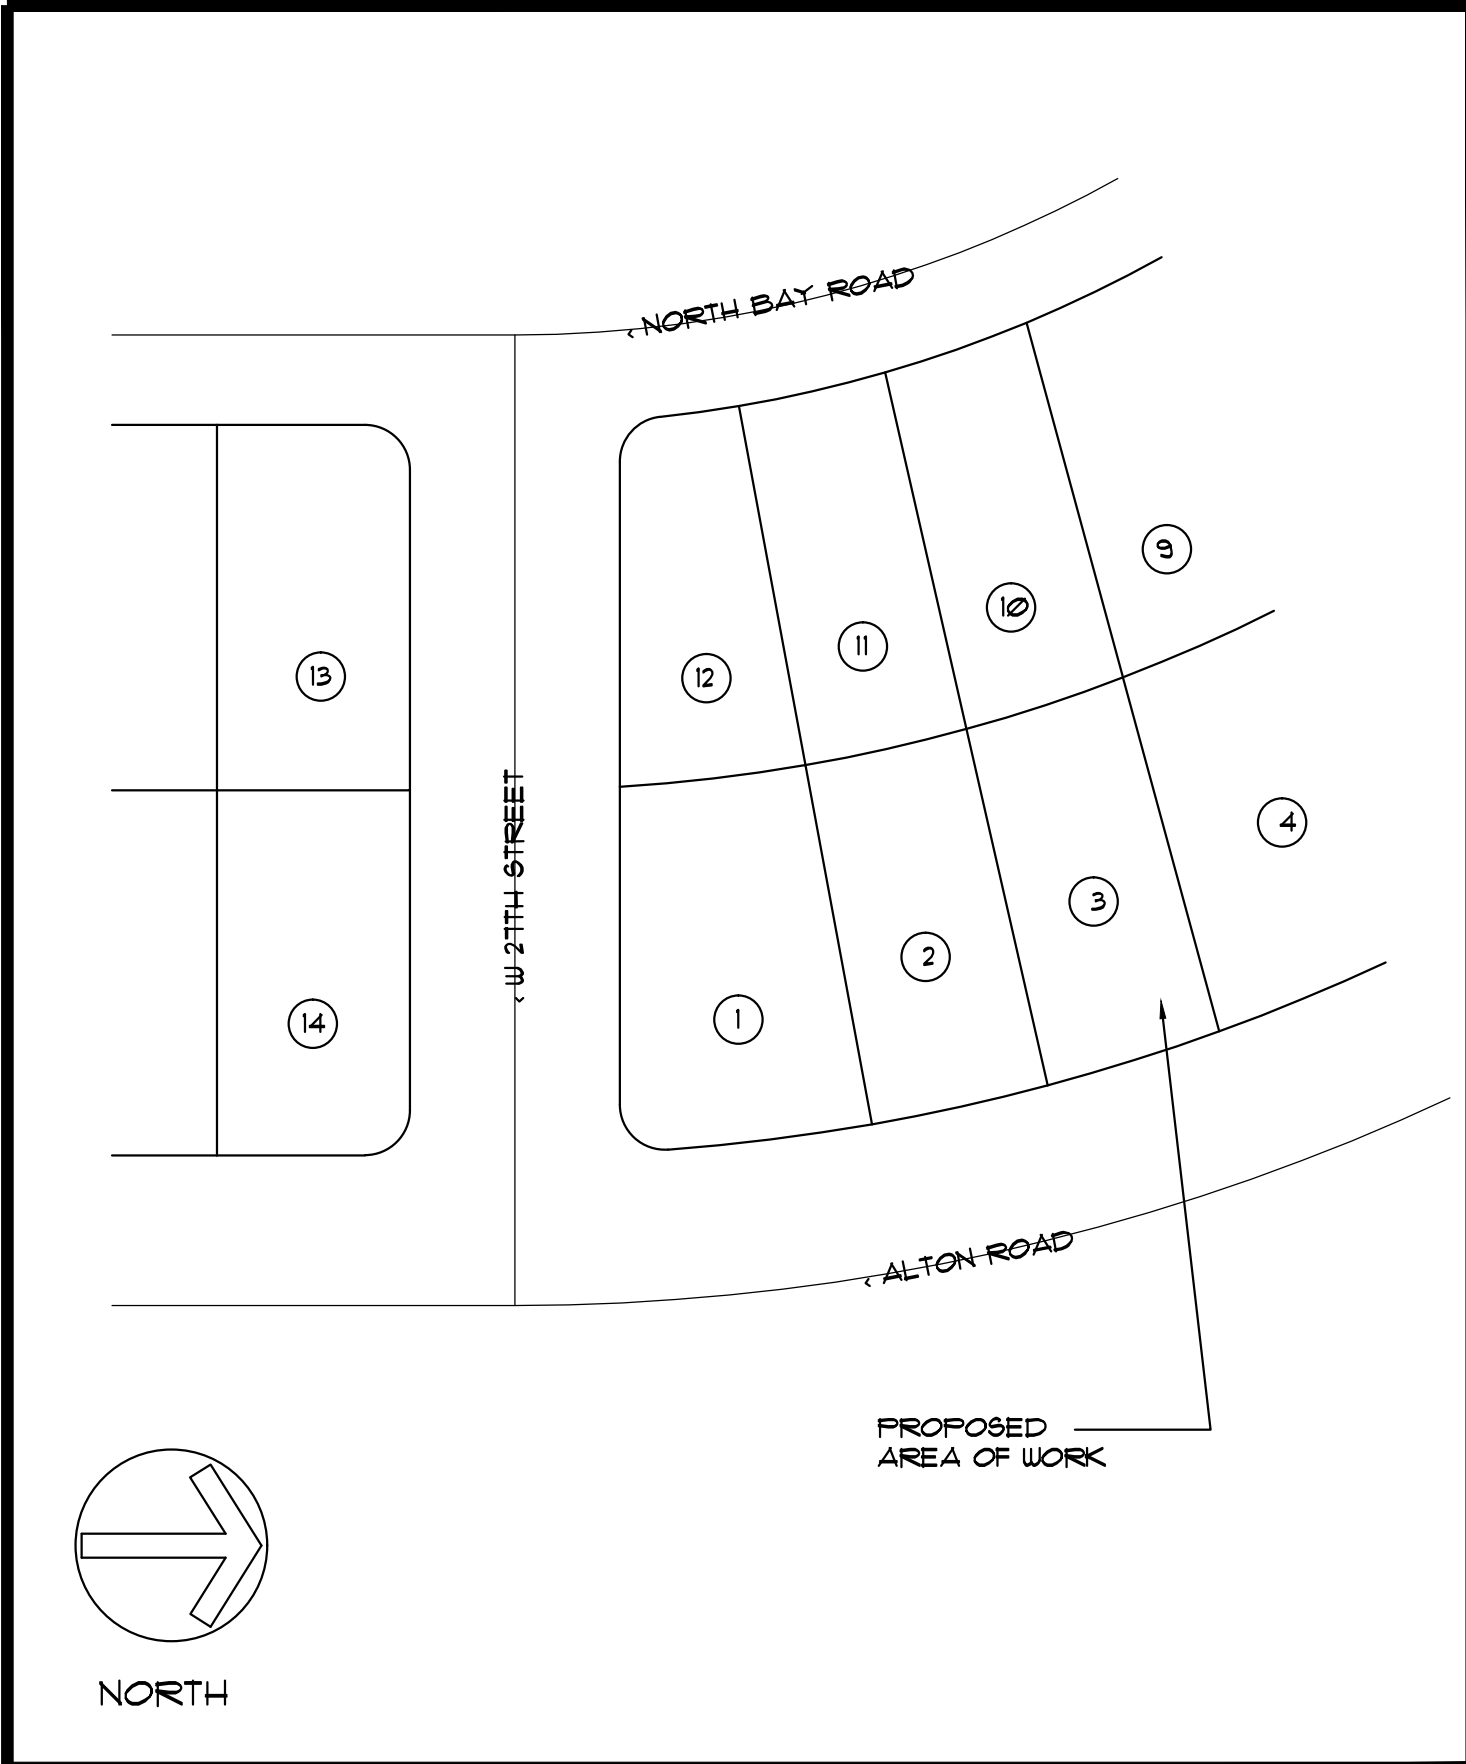 < NORTH BAY ROAD
9
10
11
12
13
4
3
2
1
14
< W 27TH STREET
< ALTON ROAD
PROPOSED
AREA OF WORK
NORTH